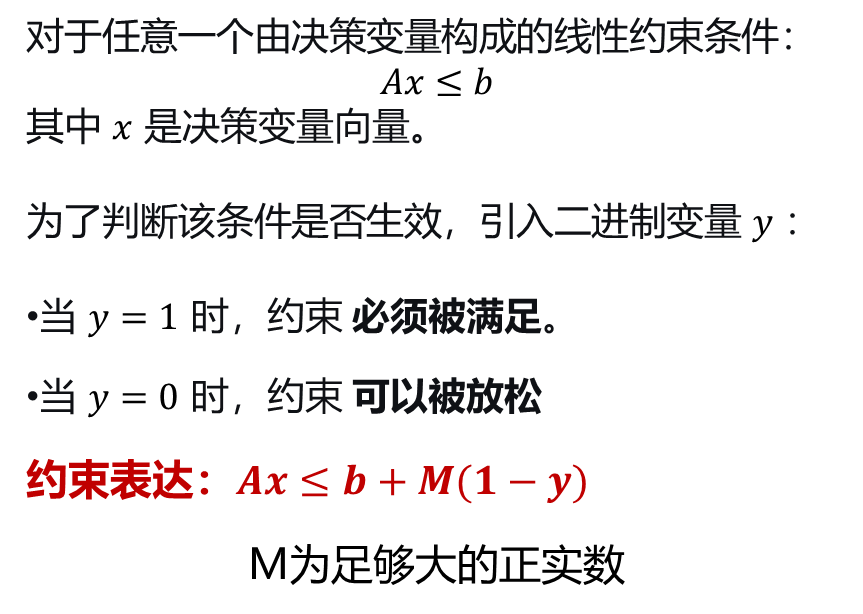 对于任意一个由决策变量构成的线性约束条件：
Ax ≤ b
其中 x 是决策变量向量。
为了判断该条件是否生效，引入二进制变量 y ：
•当 y = 1 时，约束 必须被满足。
•当 y = 0 时，约束 可以被放松
约束表达：Ax ≤ b + M(1 − y)
M为足够大的正实数